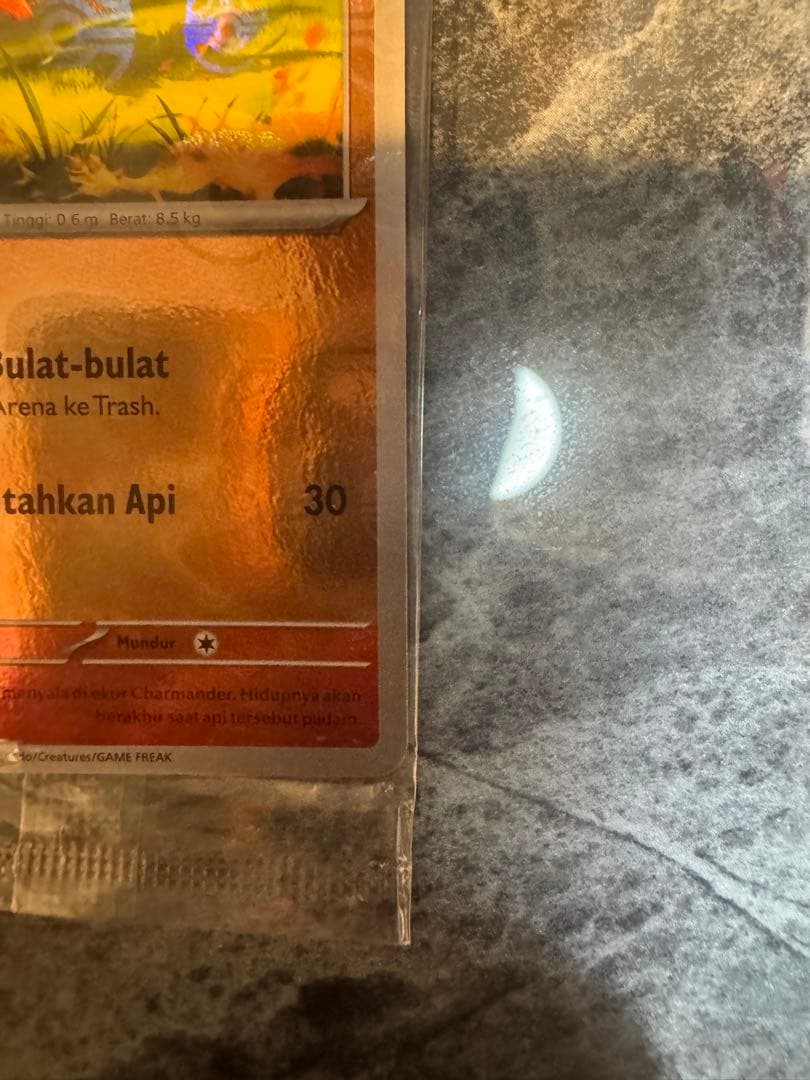 Tinggi: 0.6 m Berat: 8.5 kg
Bulat-bulat
Arena ke Trash.
tahkan Api 30
Mundur
menyala di ekor Charmander. Hidupnya akan
berakhir saat api tersebut padam.
do/Creatures/GAME FREAK.